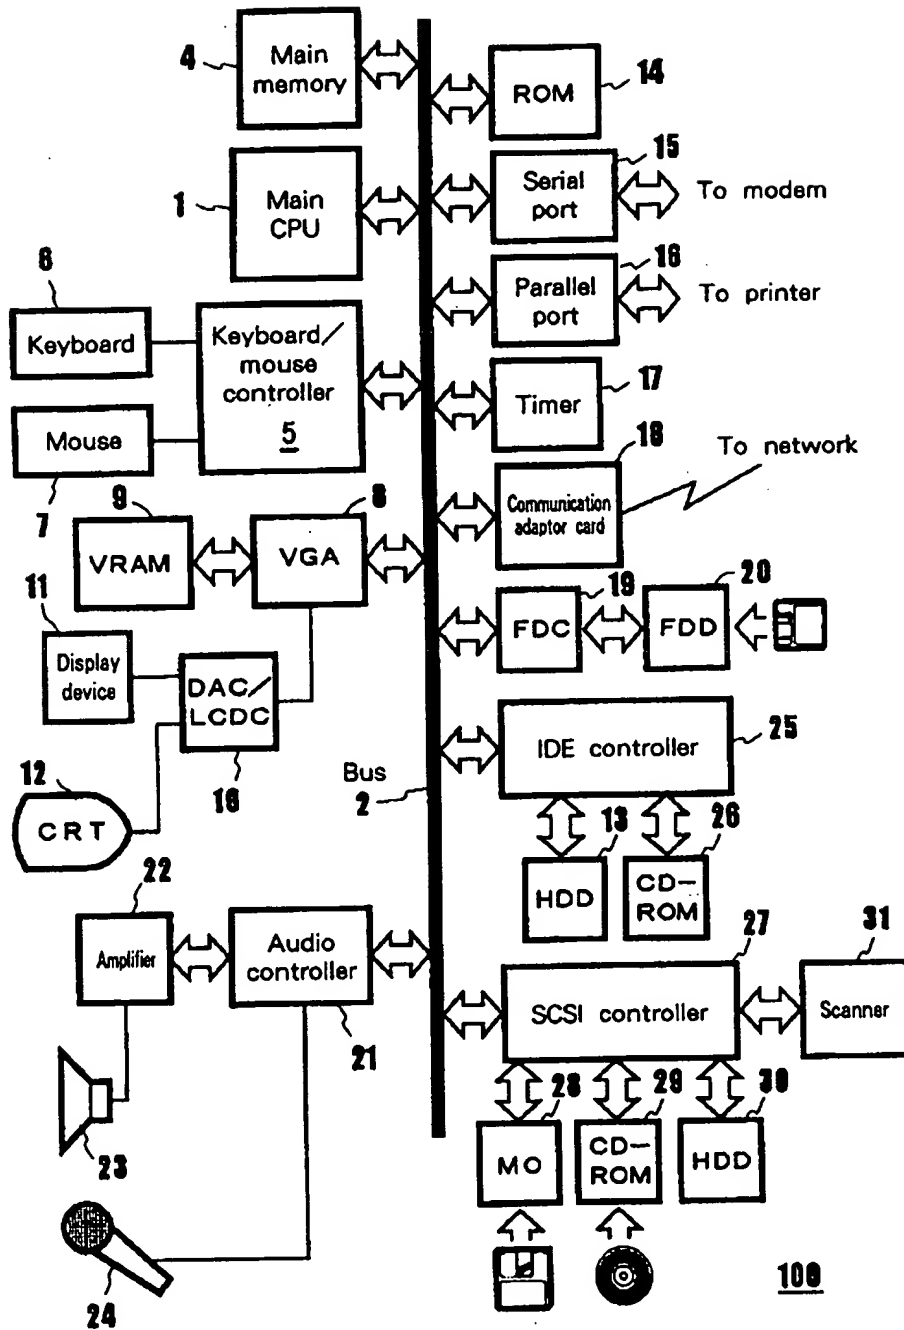 4
Main
memory
14
ROM
1
Main
CPU
15
Serial
port
To modem
16
Parallel
port
To printer
6
Keyboard
Keyboard/
mouse
controller
5
Mouse
7
17
Timer
18
Communication
adaptor card
To network
9
VRAM
8
VGA
19
FDC
20
FDD
11
Display
device
DAC/
LCDC
10
12
CRT
Bus
2
IDE controller
25
13
HDD
26
CD-
ROM
22
Amplifier
Audio
controller
21
27
SCSI controller
31
Scanner
28
MO
29
CD-
ROM
30
HDD
23
24
100